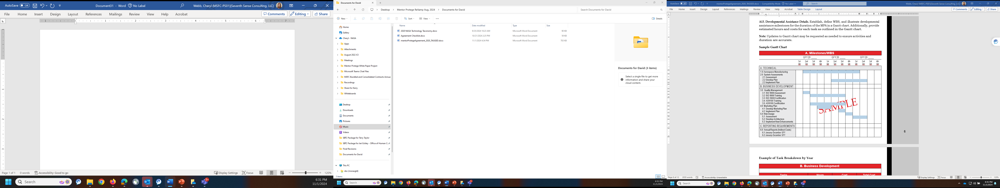 AutoSave Off
Document31 - Word No Label
Webb, Cheryl (MSFC-PS01)[Seventh Sense Consulting, LLC]
File Home Insert Design Layout References Mailings Review View Help Acrobat
Comments Editing Share
Page 1 of 1 0 words Accessibility: Good to go
Display Settings Focus 120%
Search
6:31 PM
11/1/2024
Documents for David
Desktop > Mentor Protege ReVamp Aug. 2024 > Documents for David
Search Documents for David
New Sort View Details
Home
Gallery
Cheryl - NASA
Apps
Attachments
August 2022 JCI
Meetings
Mentor Protege White Paper Project
Microsoft Teams Chat Files
MSFC Bundled and Consolidated Contracts Annua
Recordings
Share for Kerry
Whiteboards
Desktop
Downloads
Documents
Pictures
Music
Videos
SBTC Package for Terry Taylor
SBTC Package for Jeri Eckley - Office of Human C
Final Revisions
Documents for David
This PC
sbo (msnasgld)
3 items
Name Date modified Type Size
2020 NASA Technology Taxonomy.docx 8/25/2024 10:23 AM Microsoft Word Document 90 KB
Agreement Checklist.docx 10/21/2024 2:25 PM Microsoft Word Document 59 KB
mentorProtegeAgreement_2020_TAGGED.docx 11/1/2024 4:34 PM Microsoft Word Document 703 KB
Documents for David (3 items)
Select a single file to get more
information and share your
cloud content.
Search
6:31 PM
11/1/2024
AutoSave Off
mentorProtegeAgreement_2020_TAGGED.docx - Compatibility Mode No Label
Search
Webb, Cheryl (MSFC-PS01)[Seventh Sense Consulting, LLC]
File Home Insert Design Layout References Mailings Review View Help Acrobat Table Design Layout
Comments Editing Share
A13. Developmental Assistance Details. Establish, define WBS, and illustrate developmental
assistance milestones for the duration of the MPA in a Gantt chart. Additionally, provide
estimated hours and costs for each task as outlined in the Gantt chart.
Note: Updates to Gantt chart may be requested as needed to ensure activities and
duration are accurate.
Sample Gantt Chart
A. Milestones/WBS
GFY 20 ____ GFY 20 ____ GFY 20 ____
1st Qtr 2nd Qtr 3rd Qtr 4th Qtr 1st Qtr 2nd Qtr 3rd Qtr 4th Qtr 1st Qtr 2nd Qtr 3rd Qtr 4th Qtr
A. TECHNICAL
1.0 Aerospace Manufacturing
2.0 System Assessments
2.1 Assessment
2.2 Develop Plan
2.3 Implement Plan
B. BUSINESS DEVELOPMENT
3.0 Quality Management
3.1 ISO 9000 Assessment
3.2 ISO 9000 Training
3.3 ISO 9000 Certification
3.4 AS9100 Training
3.5 AS9100 Certification
4.0 Marketing Plan
4.1 Develop Marketing Plan
4.2 Implement Plan
5.0 Web Design
5.1 Assessment
5.2 Develop Architecture
5.3 Implement New Enhancements
SAMPLE
C. REPORTING REQUIREMENTS
6.0 Annual Reports (Indirect Costs)
6.1 January–December GFY
6.2 January–December GFY
6
Example of Task Breakdown by Year
B. Business Development
Tasks Hours Cost Total Cost
Page 8 of 12 2035 words Accessibility: Unavailable
Display Settings Focus 120%
Search
6:31 PM
11/1/2024